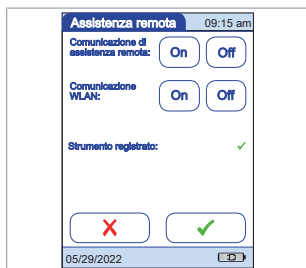 Assistenza remota 09:15 am
Comunicazione di
assistenza remota: On Off
Comunicazione
WLAN: On Off
Strumento registrato: ✓
05/29/2022